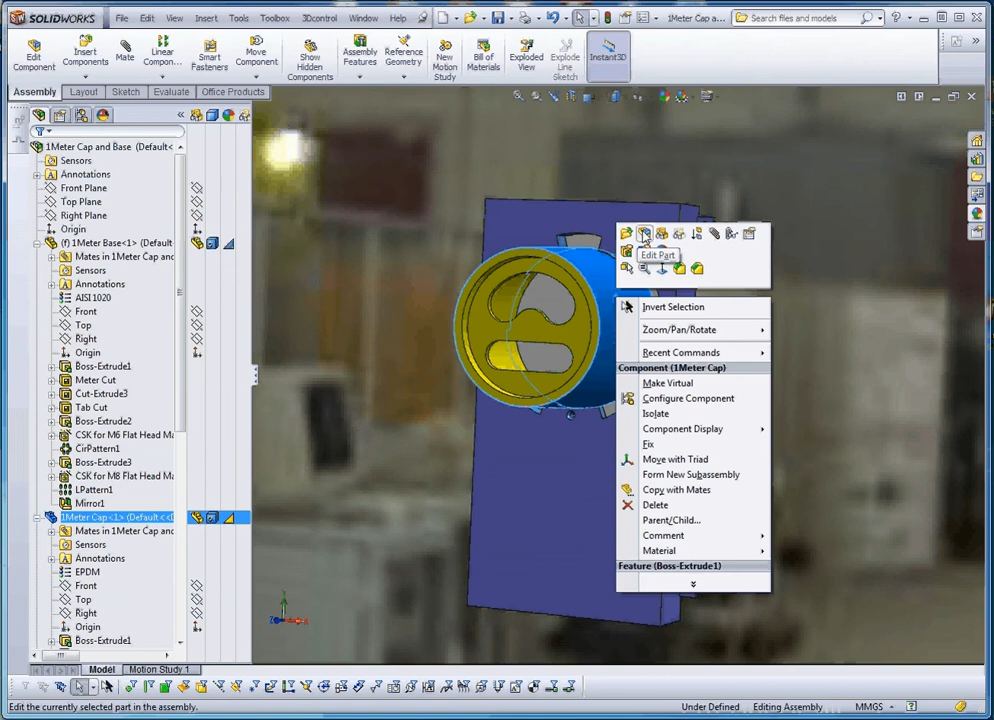 SOLIDWORKS
File Edit View Insert Tools Toolbox 3Dcontrol Window Help
1Meter Cap a...
Search files and models
Edit Component
Insert Components
Mate
Linear Compon...
Smart Fasteners
Move Component
Show Hidden Components
Assembly Features
Reference Geometry
New Motion Study
Bill of Materials
Exploded View
Explode Line Sketch
Instant3D
Assembly Layout Sketch Evaluate Office Products
1Meter Cap and Base (Default<
Sensors
Annotations
Front Plane
Top Plane
Right Plane
Origin
(f) 1Meter Base<1> (Default
Mates in 1Meter Cap and
Sensors
Annotations
AISI 1020
Front
Top
Right
Origin
Boss-Extrude1
Meter Cut
Cut-Extrude3
Tab Cut
Boss-Extrude2
CSK for M6 Flat Head Ma
CirPattern1
Boss-Extrude3
CSK for M8 Flat Head Ma
LPattern1
Mirror1
1Meter Cap<1> (Default<<D
Mates in 1Meter Cap and
Sensors
Annotations
EPDM
Front
Top
Right
Origin
Boss-Extrude1
Edit Part
Invert Selection
Zoom/Pan/Rotate
Recent Commands
Component (1Meter Cap)
Make Virtual
Configure Component
Isolate
Component Display
Fix
Move with Triad
Form New Subassembly
Copy with Mates
Delete
Parent/Child...
Comment
Material
Feature (Boss-Extrude1)
Model Motion Study 1
Edit the currently selected part in the assembly.
Under Defined
Editing Assembly
MMGS